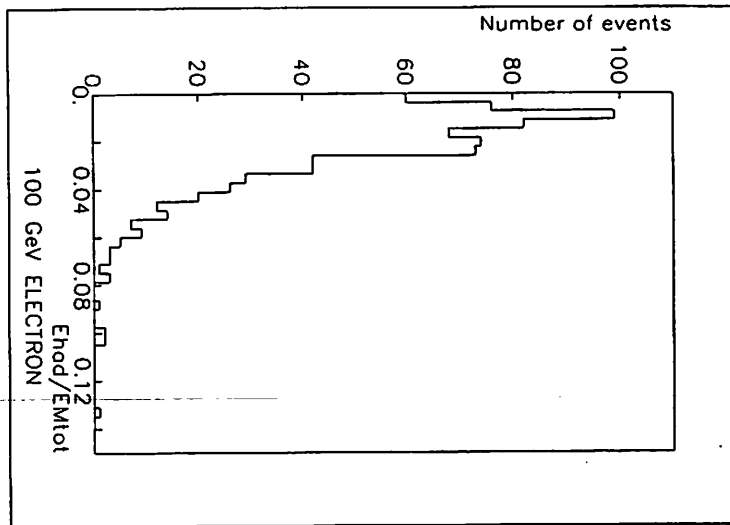 Number of events
0. 20 40 60 80 100
0. 0.04 0.08 0.12
Ehad/EMtot
100 GeV ELECTRON